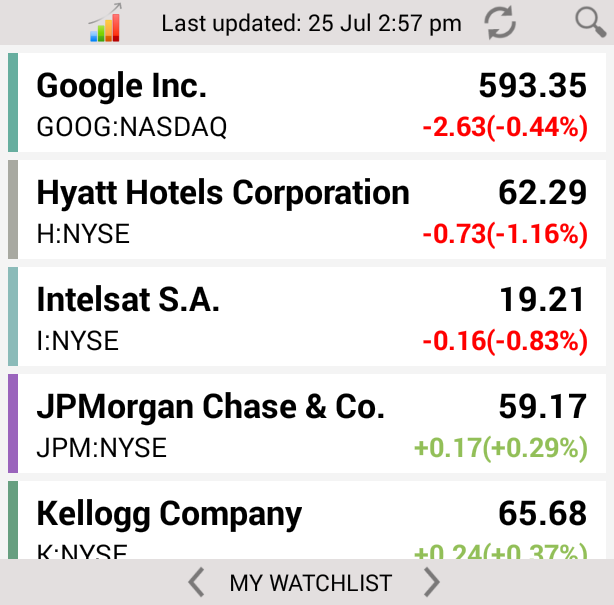 Last updated: 25 Jul 2:57 pm
Google Inc. 593.35
GOOG:NASDAQ -2.63(-0.44%)
Hyatt Hotels Corporation 62.29
H:NYSE -0.73(-1.16%)
Intelsat S.A. 19.21
I:NYSE -0.16(-0.83%)
JPMorgan Chase & Co. 59.17
JPM:NYSE +0.17(+0.29%)
Kellogg Company 65.68
K:NYSE +0.24(+0.37%)
MY WATCHLIST